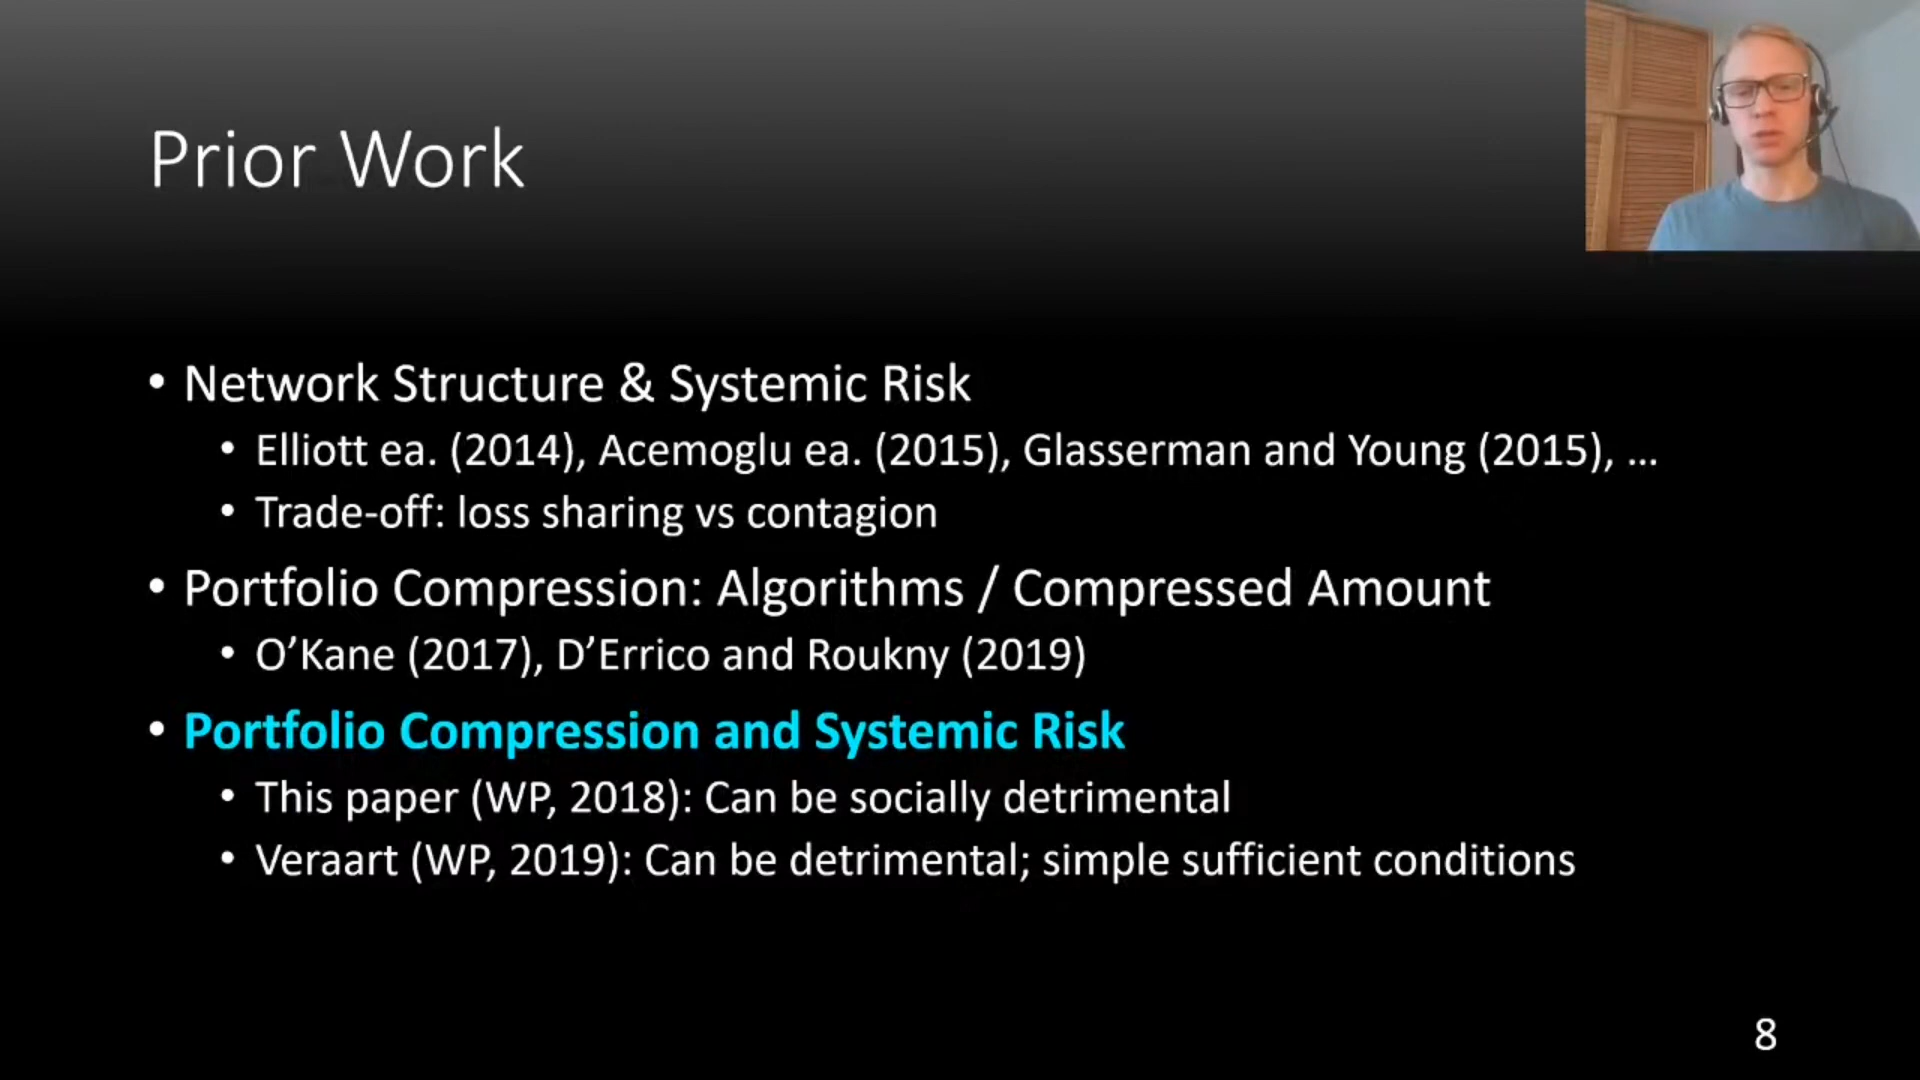 Prior Work
• Network Structure & Systemic Risk
• Elliott ea. (2014), Acemoglu ea. (2015), Glasserman and Young (2015), …
• Trade-off: loss sharing vs contagion
• Portfolio Compression: Algorithms / Compressed Amount
• O’Kane (2017), D’Errico and Roukny (2019)
• Portfolio Compression and Systemic Risk
• This paper (WP, 2018): Can be socially detrimental
• Veraart (WP, 2019): Can be detrimental; simple sufficient conditions
8